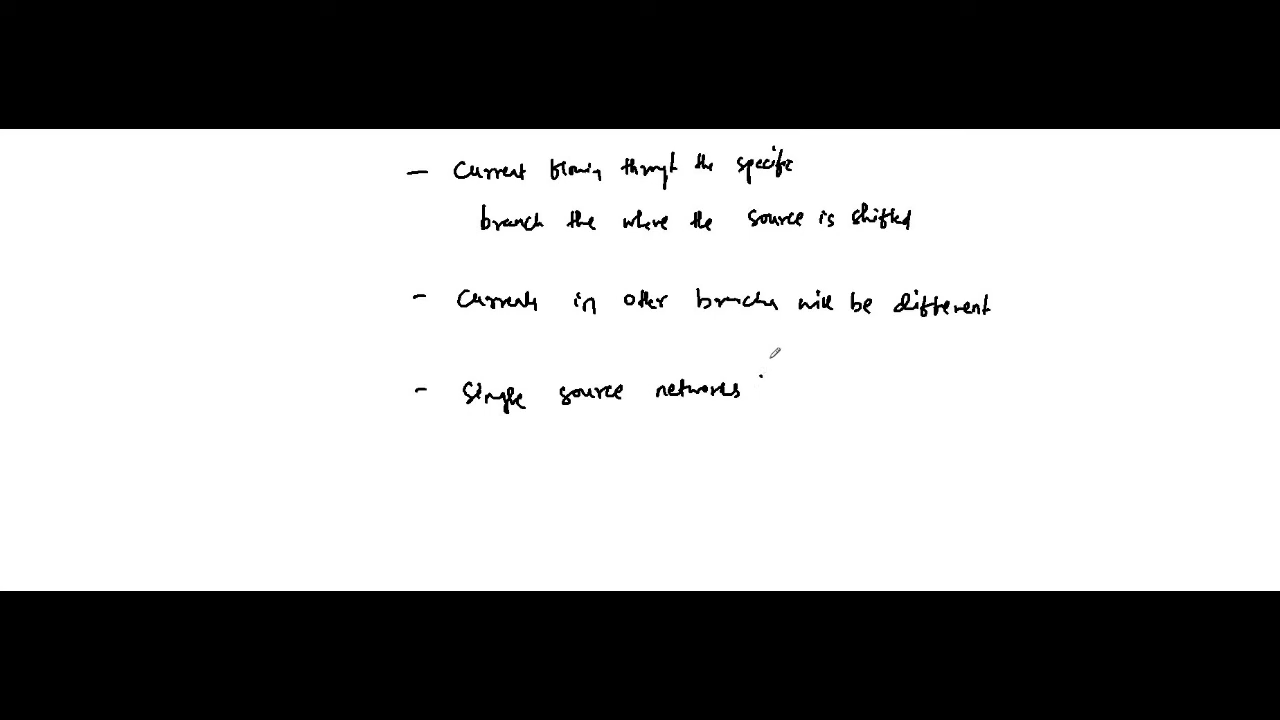 - Current flowing through the specific
branch the where the source is shifted
- Currents in other branches will be different
- Single source networks .